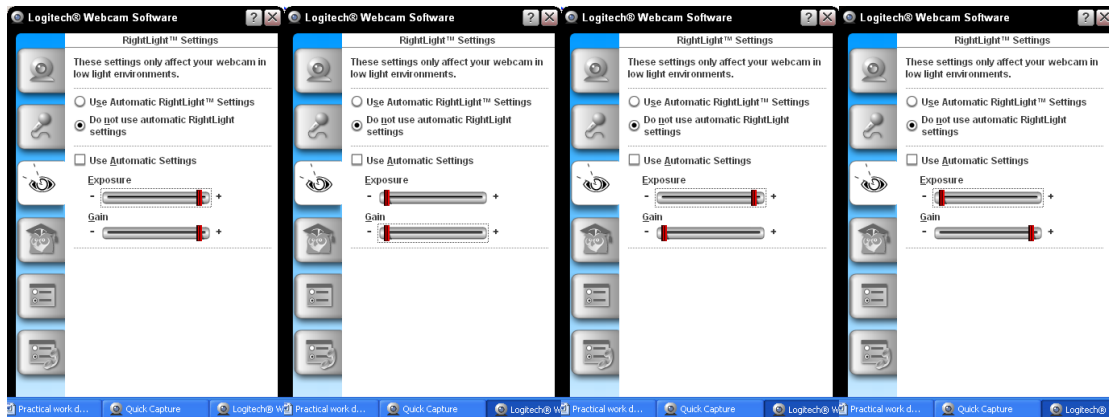 Logitech® Webcam Software
RightLight™ Settings
These settings only affect your webcam in
low light environments.
Use Automatic RightLight™ Settings
Do not use automatic RightLight
settings
Use Automatic Settings
Exposure
- +
Gain
- +
Practical work d...
Quick Capture
Logitech® W
Logitech® Webcam Software
RightLight™ Settings
These settings only affect your webcam in
low light environments.
Use Automatic RightLight™ Settings
Do not use automatic RightLight
settings
Use Automatic Settings
Exposure
- +
Gain
- +
Practical work d...
Quick Capture
Logitech® W
Logitech® Webcam Software
RightLight™ Settings
These settings only affect your webcam in
low light environments.
Use Automatic RightLight™ Settings
Do not use automatic RightLight
settings
Use Automatic Settings
Exposure
- +
Gain
- +
Practical work d...
Quick Capture
Logitech® W
Logitech® Webcam Software
RightLight™ Settings
These settings only affect your webcam in
low light environments.
Use Automatic RightLight™ Settings
Do not use automatic RightLight
settings
Use Automatic Settings
Exposure
- +
Gain
- +
Practical work d...
Quick Capture
Logitech®